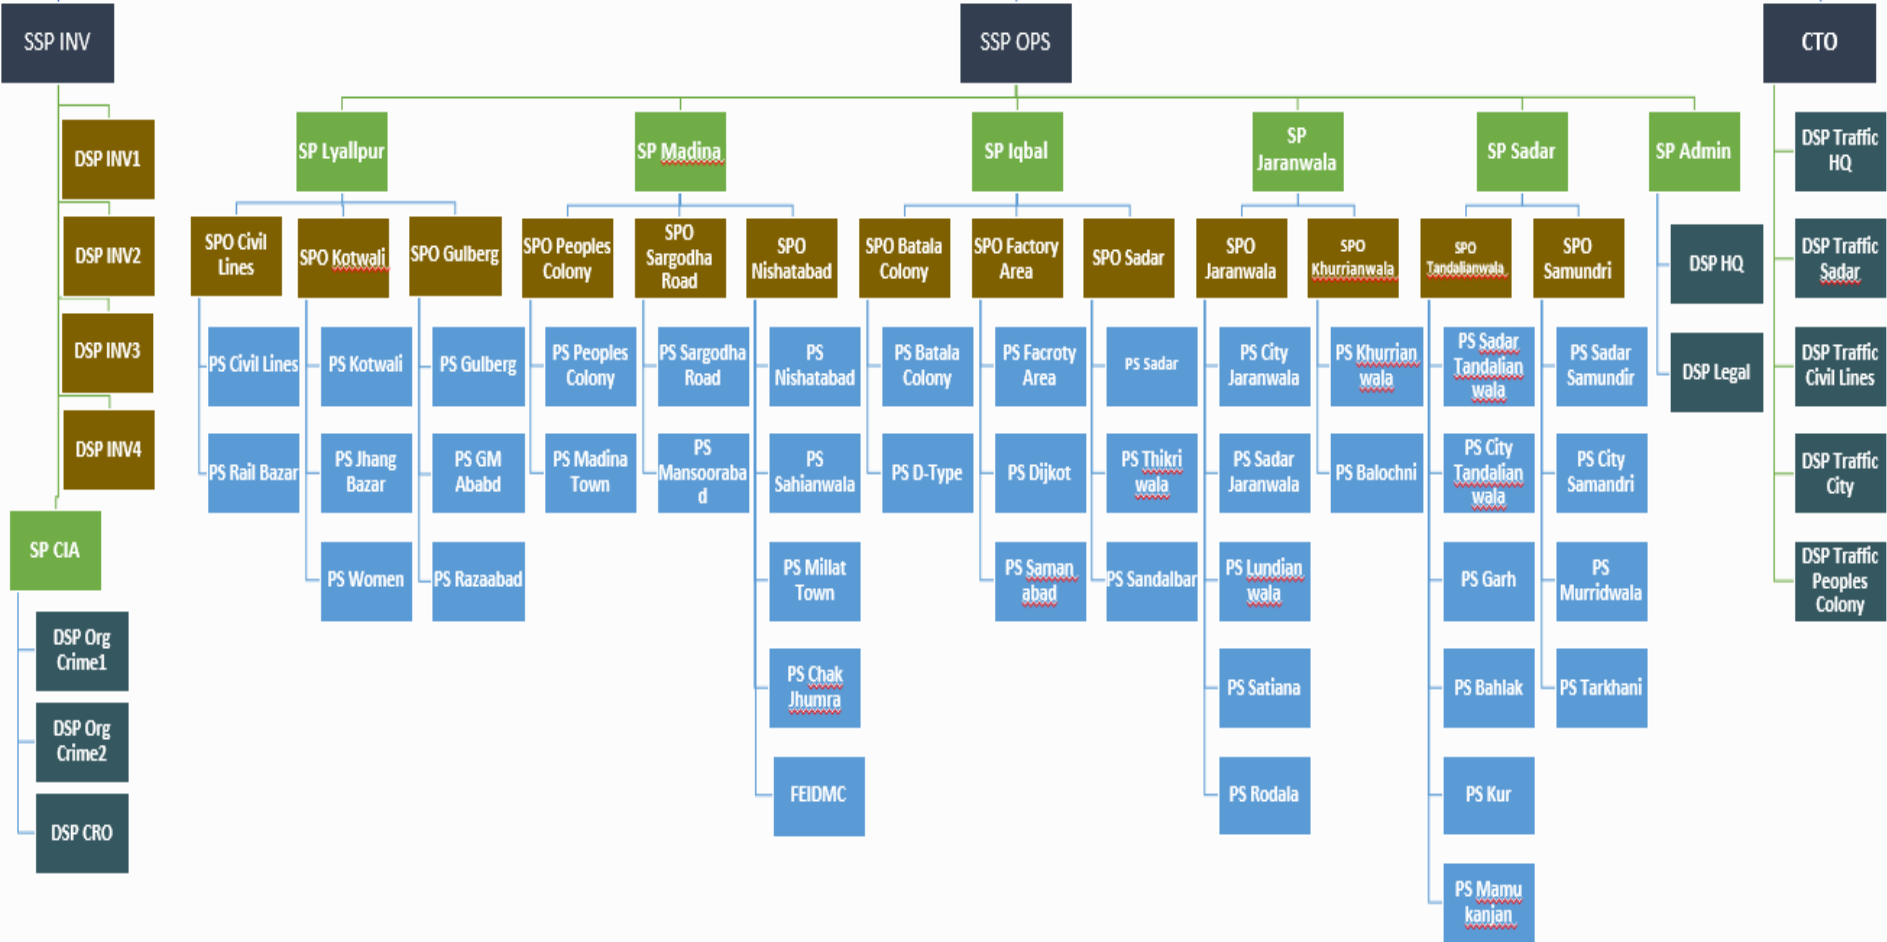 SSP INV
SSP OPS
CTO
DSP INV1
DSP INV2
DSP INV3
DSP INV4
SP CIA
DSP Org
Crime1
DSP Org
Crime2
DSP CRO
SP Lyallpur
SPO Civil
Lines
PS Civil Lines
PS Rail Bazar
SPO Kotwali
PS Kotwali
PS Jhang
Bazar
PS Women
SPO Gulberg
PS Gulberg
PS GM
Ababd
PS Razaabad
SP Madina
SPO Peoples
Colony
PS Peoples
Colony
PS Madina
Town
SPO
Sargodha
Road
PS Sargodha
Road
PS
Mansooraba
d
SPO
Nishatabad
PS
Nishatabad
PS
Sahianwala
PS Millat
Town
PS Chak
Jhumra
FEIDMC
SP Iqbal
SPO Batala
Colony
PS Batala
Colony
PS D-Type
SPO Factory
Area
PS Facroty
Area
PS Dijkot
PS Saman
abad
SPO Sadar
PS Sadar
PS Thikri
wala
PS Sandalbar
SP
Jaranwala
SPO
Jaranwala
PS City
Jaranwala
PS Sadar
Jaranwala
PS Lundian
wala
PS Satiana
PS Rodala
SPO
Khurrianwala
PS Khurrian
wala
PS Balochni
SP Sadar
SPO
Tandalianwala
PS Sadar
Tandalian
wala
PS City
Tandalian
wala
PS Garh
PS Bahlak
PS Kur
PS Mamu
kanjan
SPO
Samundri
PS Sadar
Samundir
PS City
Samandri
PS
Murridwala
PS Tarkhani
SP Admin
DSP HQ
DSP Legal
DSP Traffic
HQ
DSP Traffic
Sadar
DSP Traffic
Civil Lines
DSP Traffic
City
DSP Traffic
Peoples
Colony